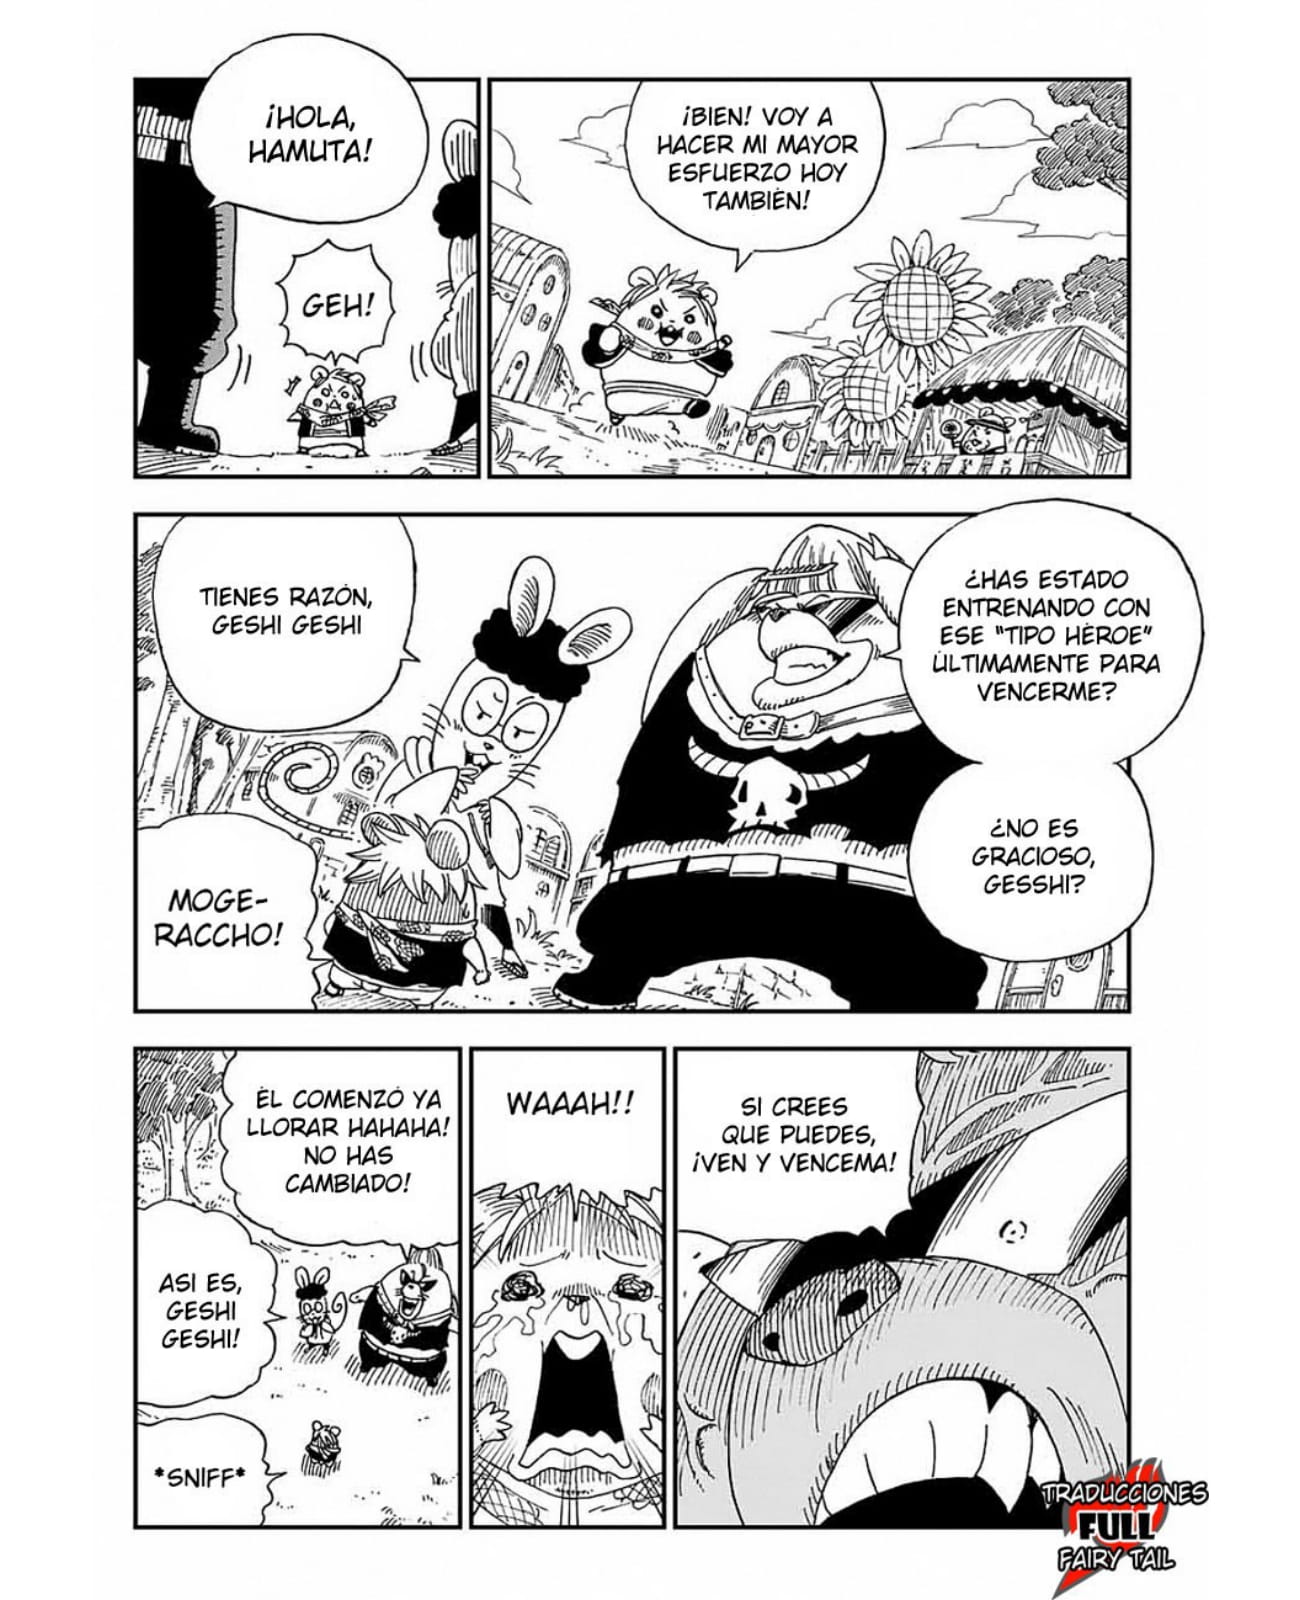 ¡BIEN! VOY A
HACER MI MAYOR
ESFUERZO HOY
TAMBIÉN!
¡HOLA,
HAMUTA!
GEH!
¿HAS ESTADO
ENTRENANDO CON
ESE "TIPO HÉROE"
ÚLTIMAMENTE PARA
VENCERME?
¿NO ES
GRACIOSO,
GESSHI?
TIENES RAZÓN,
GESHI GESHI
MOGE-
RACCHO!
SI CREES
QUE PUEDES,
¡VEN Y VENCEMA!
WAAAH!!
ÉL COMENZÓ YA
LLORAR HAHAHA!
NO HAS
CAMBIADO!
ASI ES,
GESHI
GESHI!
*SNIFF*
TRADUCCIONES
FULL
FAIRY TAIL